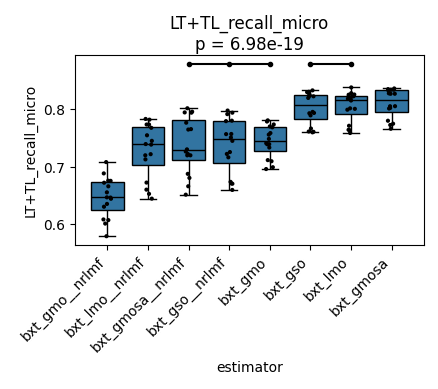 LT+TL_recall_micro
p = 6.98e-19
LT+TL_recall_micro
0.8
0.7
0.6
bxt_gmo__nrlmf
bxt_lmo__nrlmf
bxt_gmosa__nrlmf
bxt_gso__nrlmf
bxt_gmo
bxt_gso
bxt_lmo
bxt_gmosa
estimator